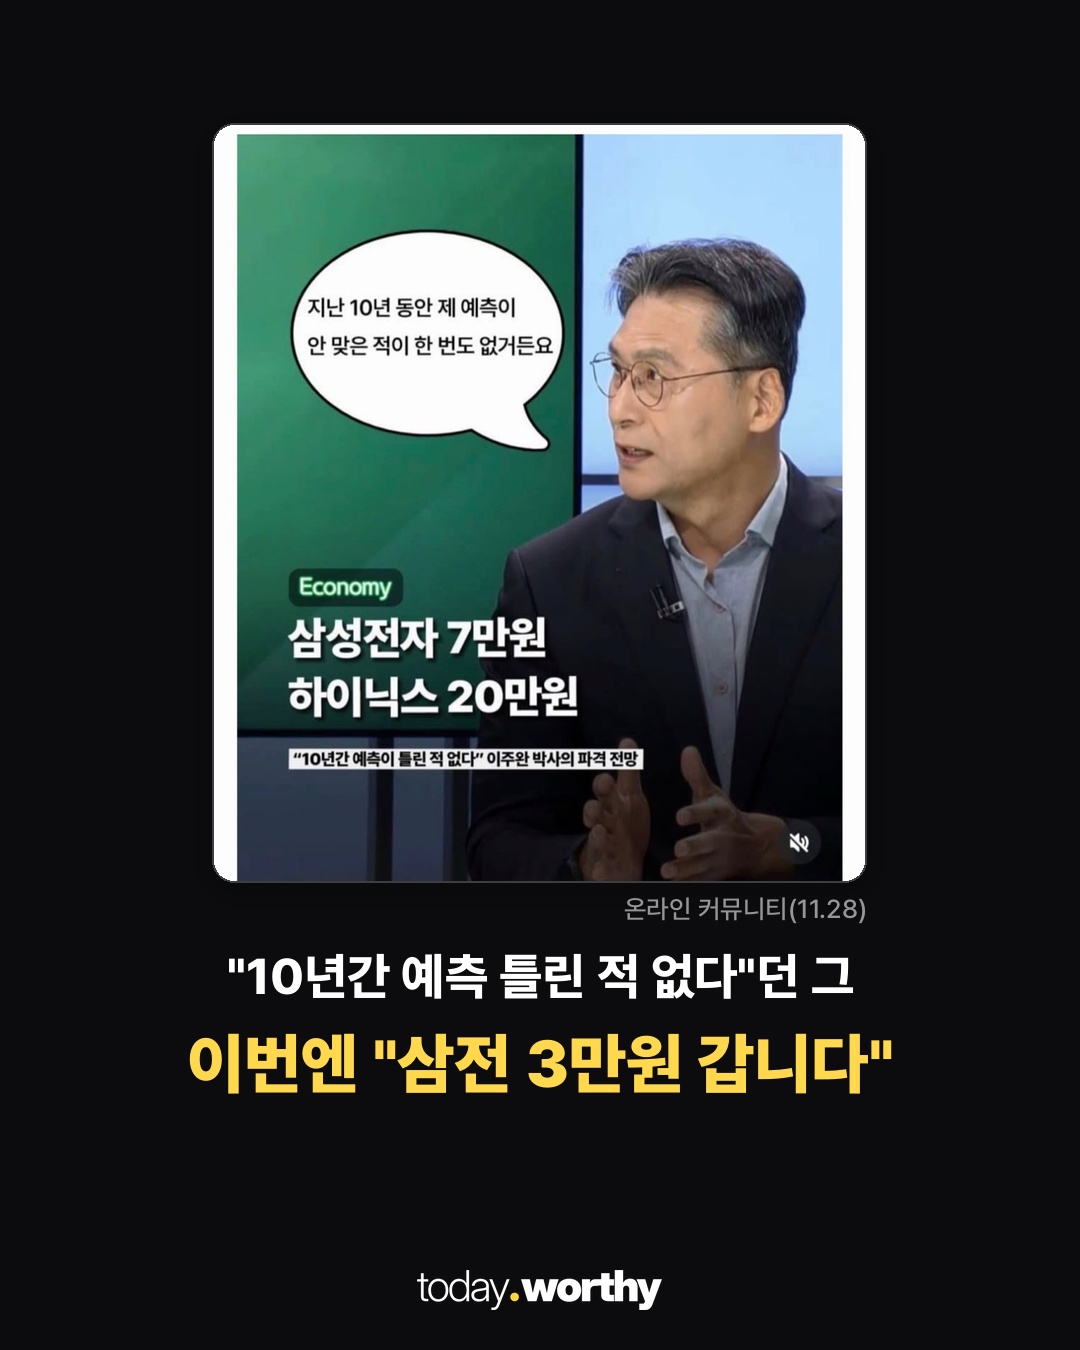 지난 10년 동안 제 예측이
안 맞은 적이 한 번도 없거든요
Economy
삼성전자 7만원
하이닉스 20만원
“10년간 예측이 틀린 적 없다” 이주완 박사의 파격 전망
온라인 커뮤니티(11.28)
"10년간 예측 틀린 적 없다"던 그
이번엔 "삼전 3만원 갑니다"
today.worthy